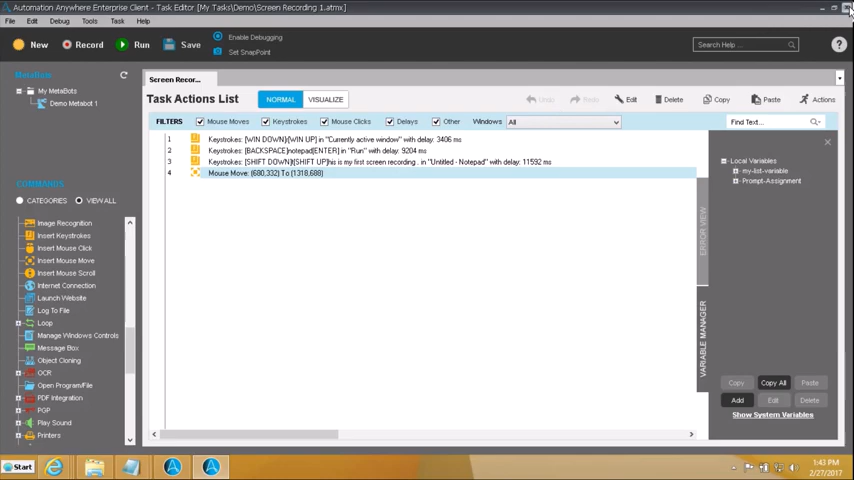 Automation Anywhere Enterprise Client - Task Editor [My Tasks\Demo\Screen Recording 1.atmx]
File Edit Debug Tools Task Help
New Record Run Save
Enable Debugging
Set SnapPoint
Search Help ...
?
MetaBots
My MetaBots
Demo Metabot 1
COMMANDS
CATEGORIES VIEW ALL
Image Recognition
Insert Keystrokes
Insert Mouse Click
Insert Mouse Move
Insert Mouse Scroll
Internet Connection
Launch Website
Log To File
Loop
Manage Windows Controls
Message Box
Object Cloning
OCR
Open Program/File
PDF Integration
PGP
Play Sound
Printers
Screen Recor...
Task Actions List
NORMAL VISUALIZE
Undo Redo Edit Delete Copy Paste Actions
FILTERS Mouse Moves Keystrokes Mouse Clicks Delays Other Windows All
Find Text...
1 Keystrokes: [WIN DOWN]r[WIN UP] in "Currently active window" with delay: 3406 ms
2 Keystrokes: [BACKSPACE]notepad[ENTER] in "Run" with delay: 9204 ms
3 Keystrokes: [SHIFT DOWN]t[SHIFT UP]his is my first screen recording . in "Untitled - Notepad" with delay: 11592 ms
4 Mouse Move: (680,332) To (1318,688)
ERROR VIEW
VARIABLE MANAGER
Local Variables
my-list-variable
Prompt-Assignment
Copy Copy All Paste
Add Edit Delete
Show System Variables
Start
1:43 PM
2/27/2017